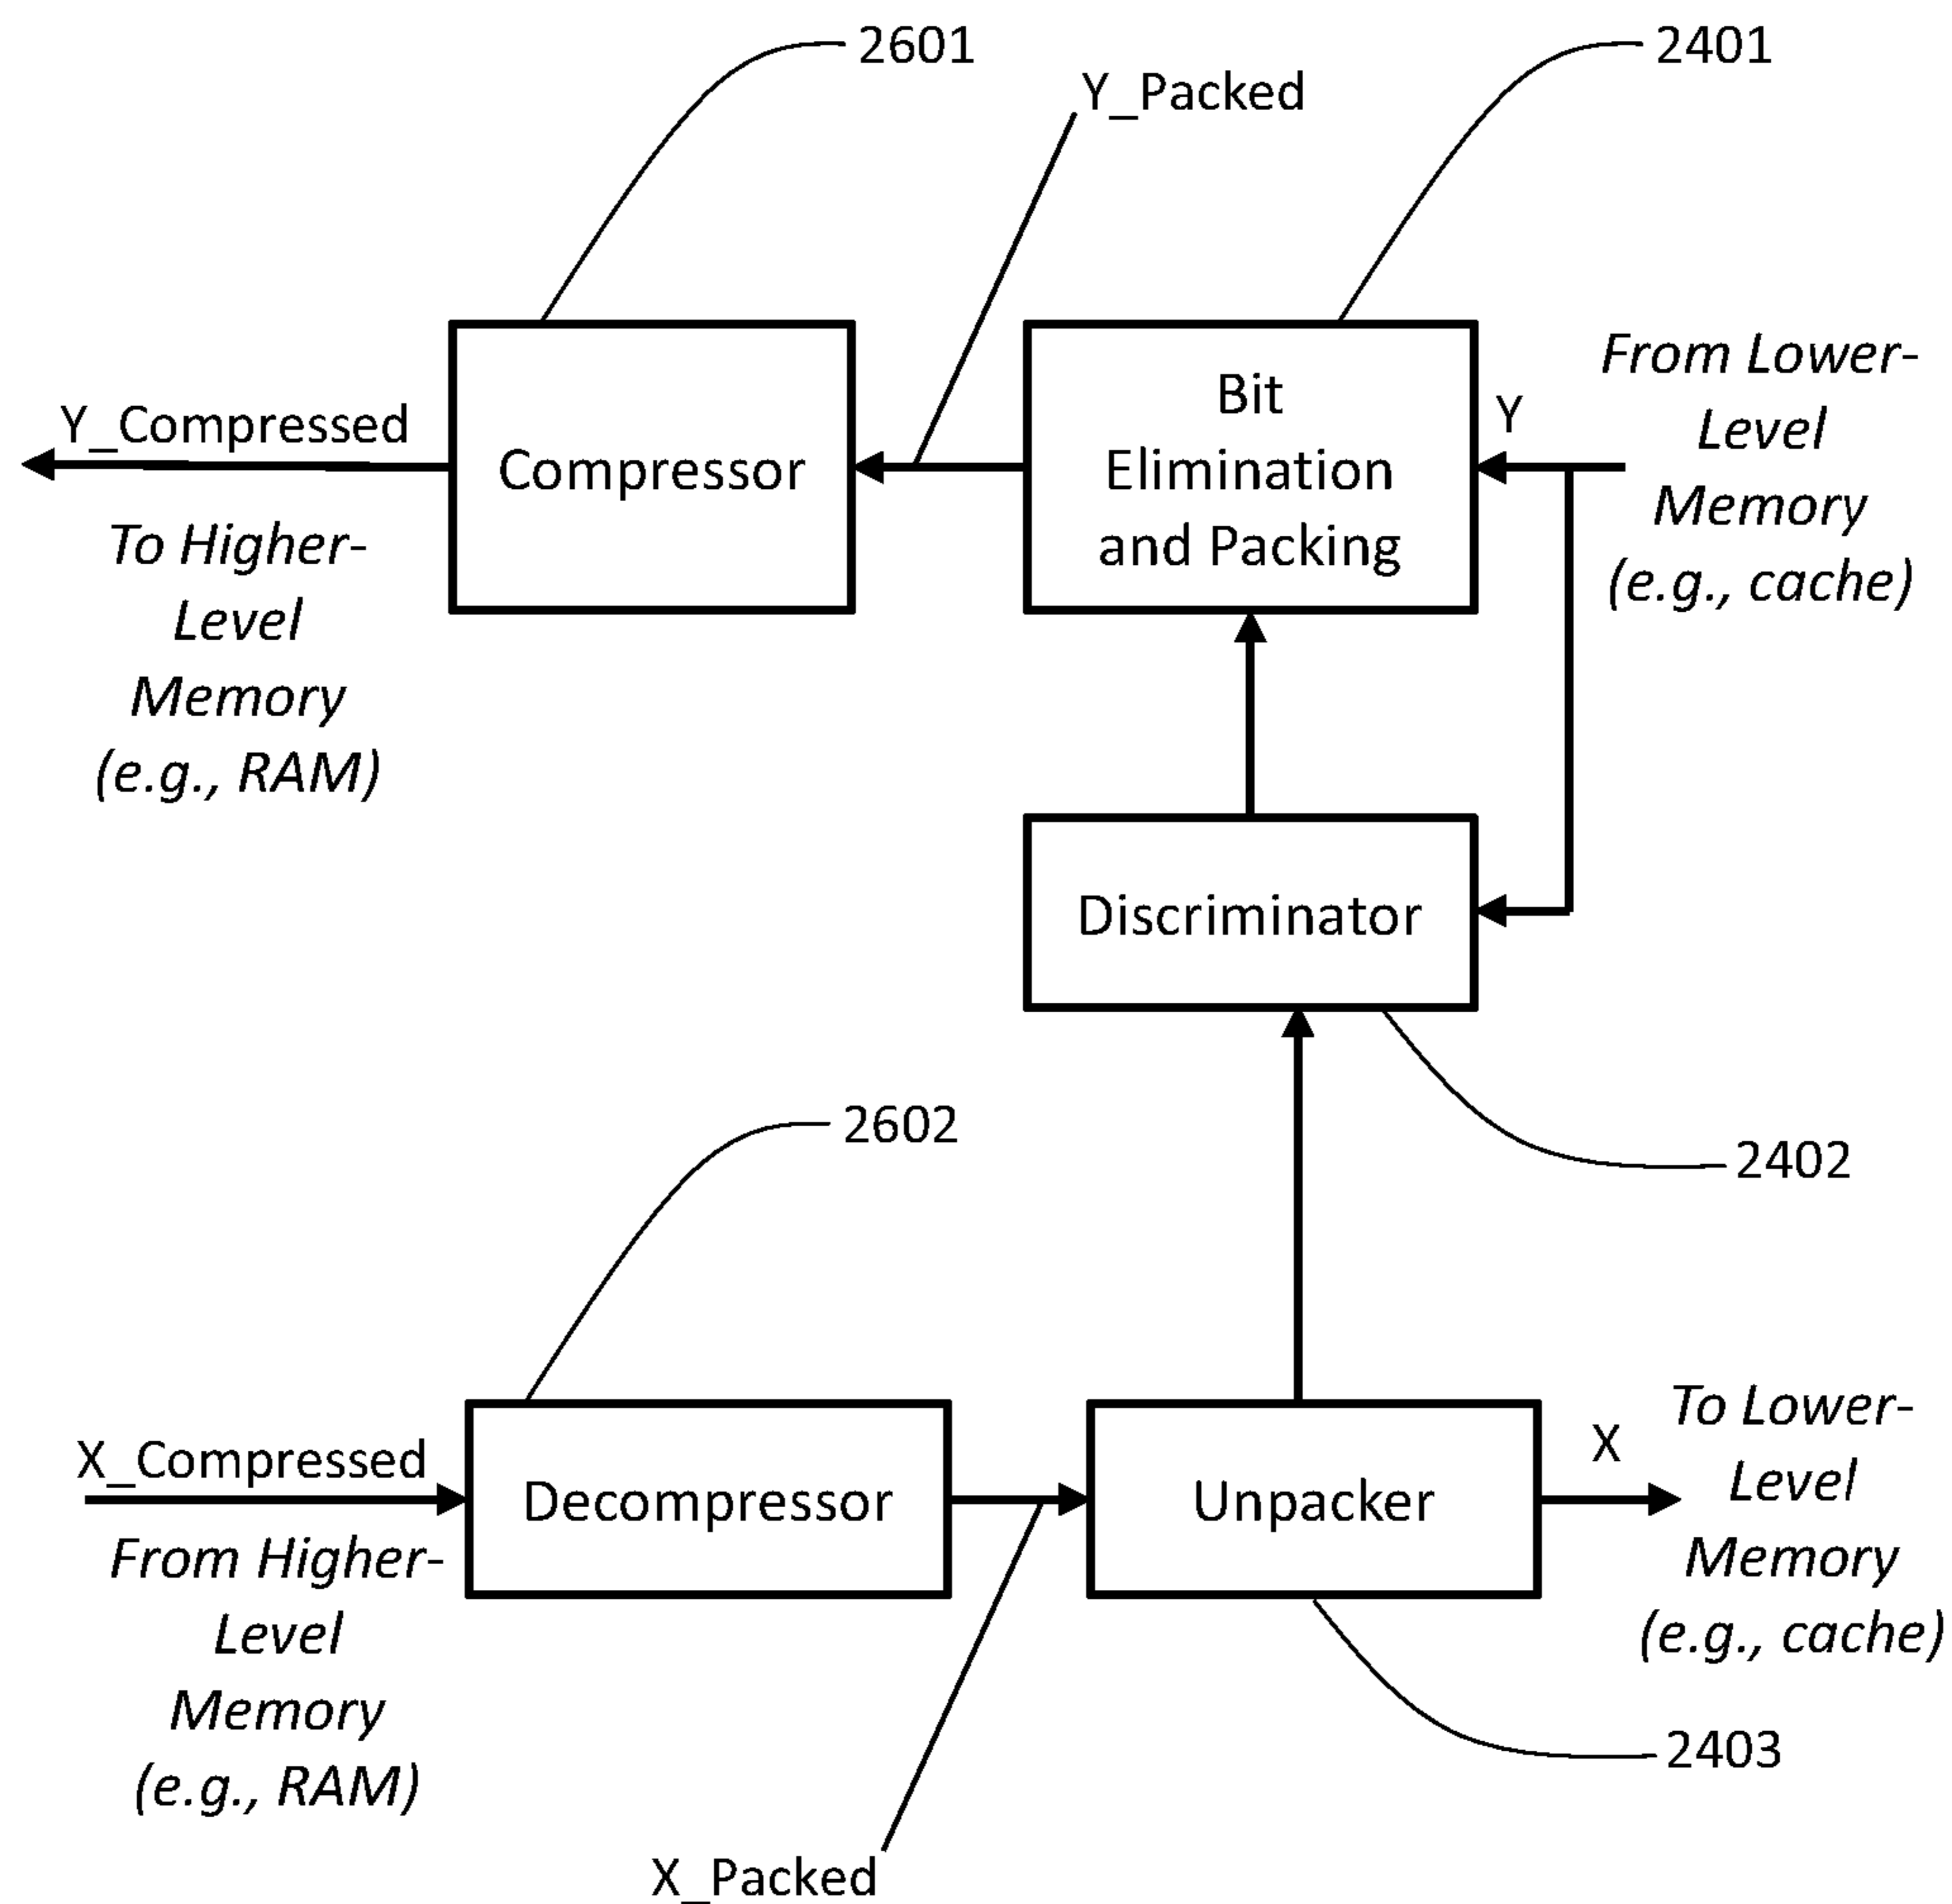 2601
2401
Y_Packed
Y_Compressed
To Higher-
Level
Memory
(e.g., RAM)
Compressor
Bit
Elimination
and Packing
Y
From Lower-
Level
Memory
(e.g., cache)
Discriminator
2402
2602
X_Compressed
From Higher-
Level
Memory
(e.g., RAM)
Decompressor
Unpacker
X
To Lower-
Level
Memory
(e.g., cache)
2403
X_Packed